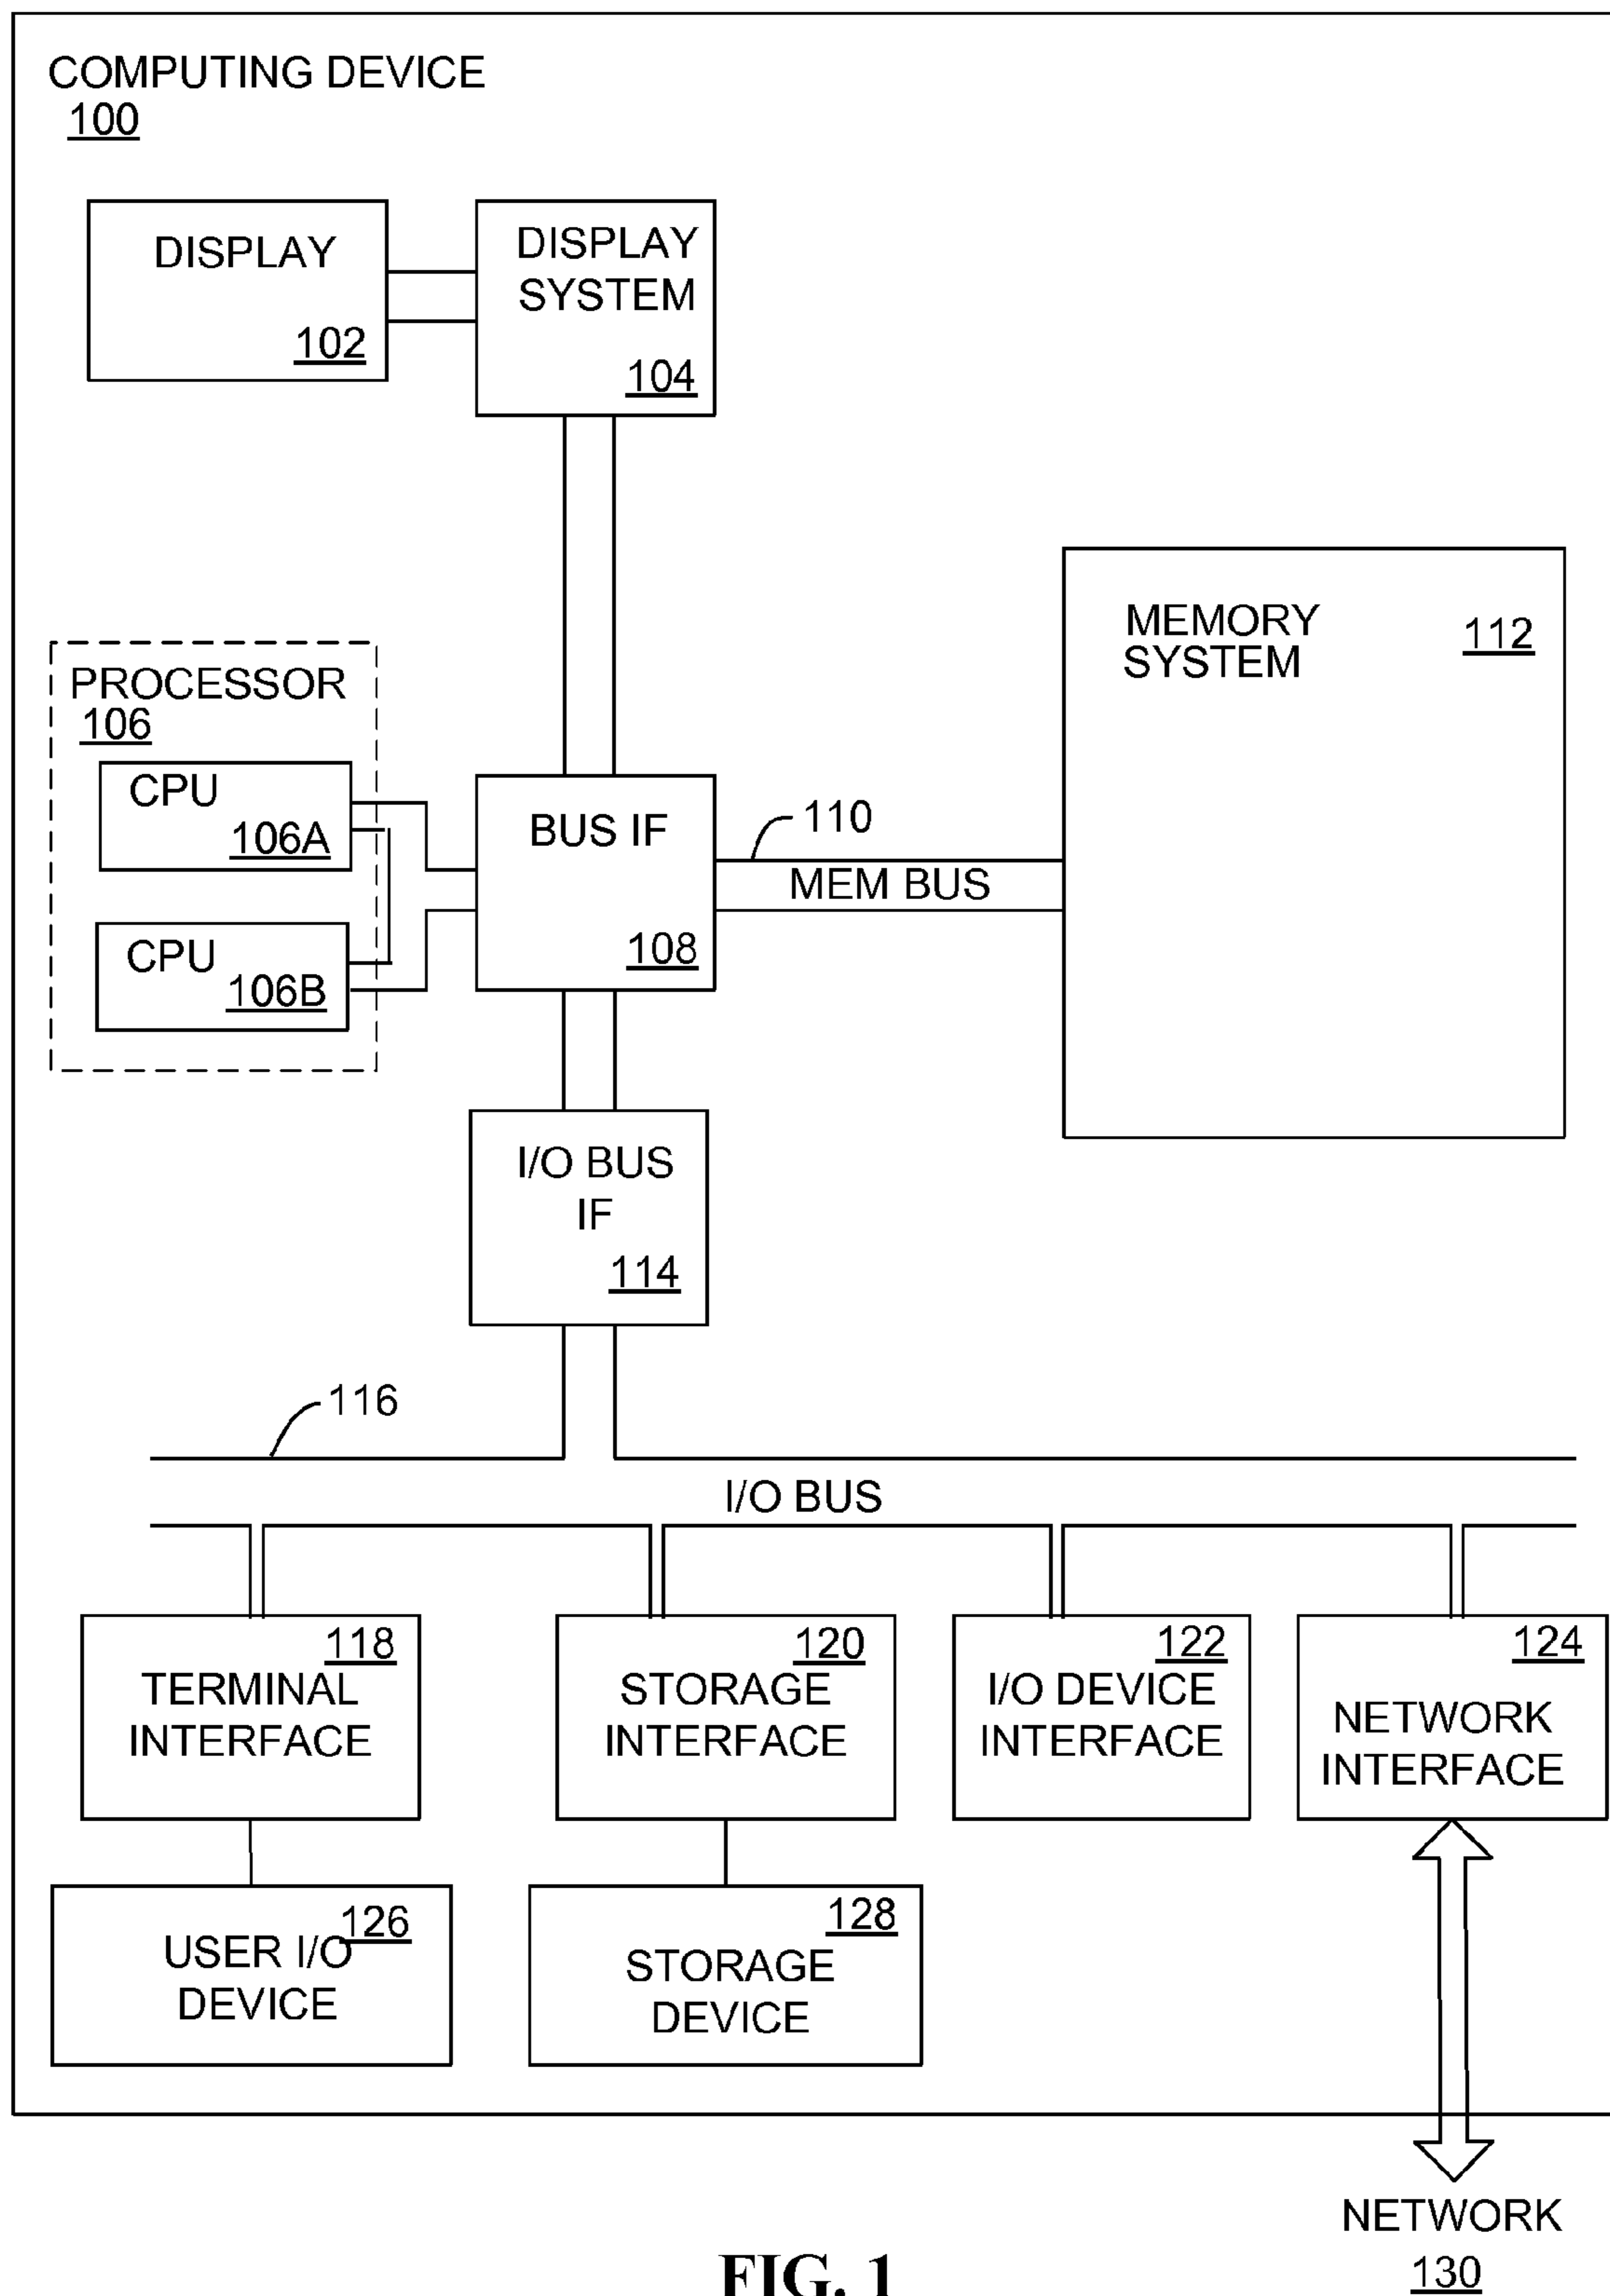 COMPUTING DEVICE
100
DISPLAY
102
DISPLAY
SYSTEM
104
MEMORY
SYSTEM
112
PROCESSOR
106
CPU
106A
CPU
106B
BUS IF
108
110
MEM BUS
I/O BUS
IF
114
116
I/O BUS
118
TERMINAL
INTERFACE
120
STORAGE
INTERFACE
122
I/O DEVICE
INTERFACE
124
NETWORK
INTERFACE
126
USER I/O
DEVICE
128
STORAGE
DEVICE
NETWORK
130
FIG. 1